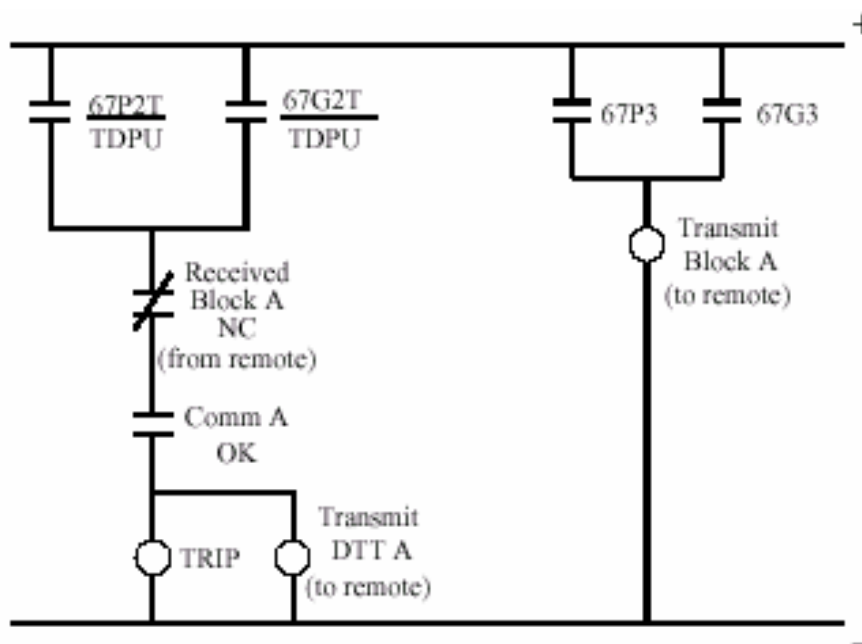 +
67P2T
TDPU
67G2T
TDPU
67P3
67G3
Transmit
Block A
(to remote)
Received
Block A
NC
(from remote)
Comm A
OK
TRIP
Transmit
DTT A
(to remote)
-